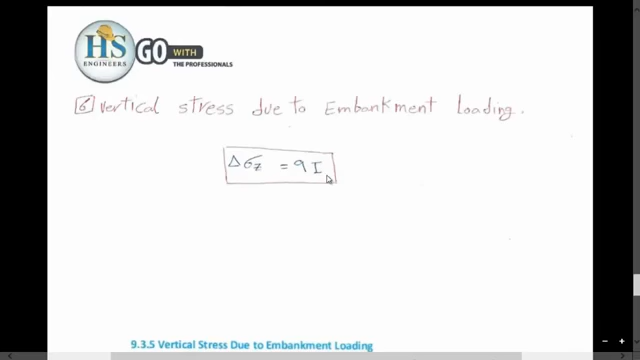 HS
ENGINEERS
GO WITH
THE PROFESSIONALS
6 Vertical stress due to Embankment Loading.
Δσz = q I
9.3.5 Vertical Stress Due to Embankment Loading